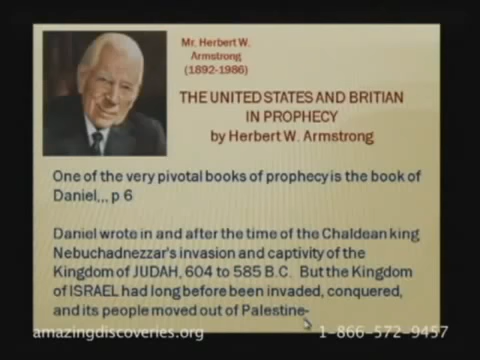 Mr. Herbert W.
Armstrong
(1892-1986)
THE UNITED STATES AND BRITIAN
IN PROPHECY
by Herbert W. Armstrong
One of the very pivotal books of prophecy is the book of
Daniel,,, p 6
Daniel wrote in and after the time of the Chaldean king
Nebuchadnezzar's invasion and captivity of the
Kingdom of JUDAH, 604 to 585 B.C. But the Kingdom
of ISRAEL had long before been invaded, conquered,
and its people moved out of Palestine-
amazingdiscoveries.org
1-866-572-9457